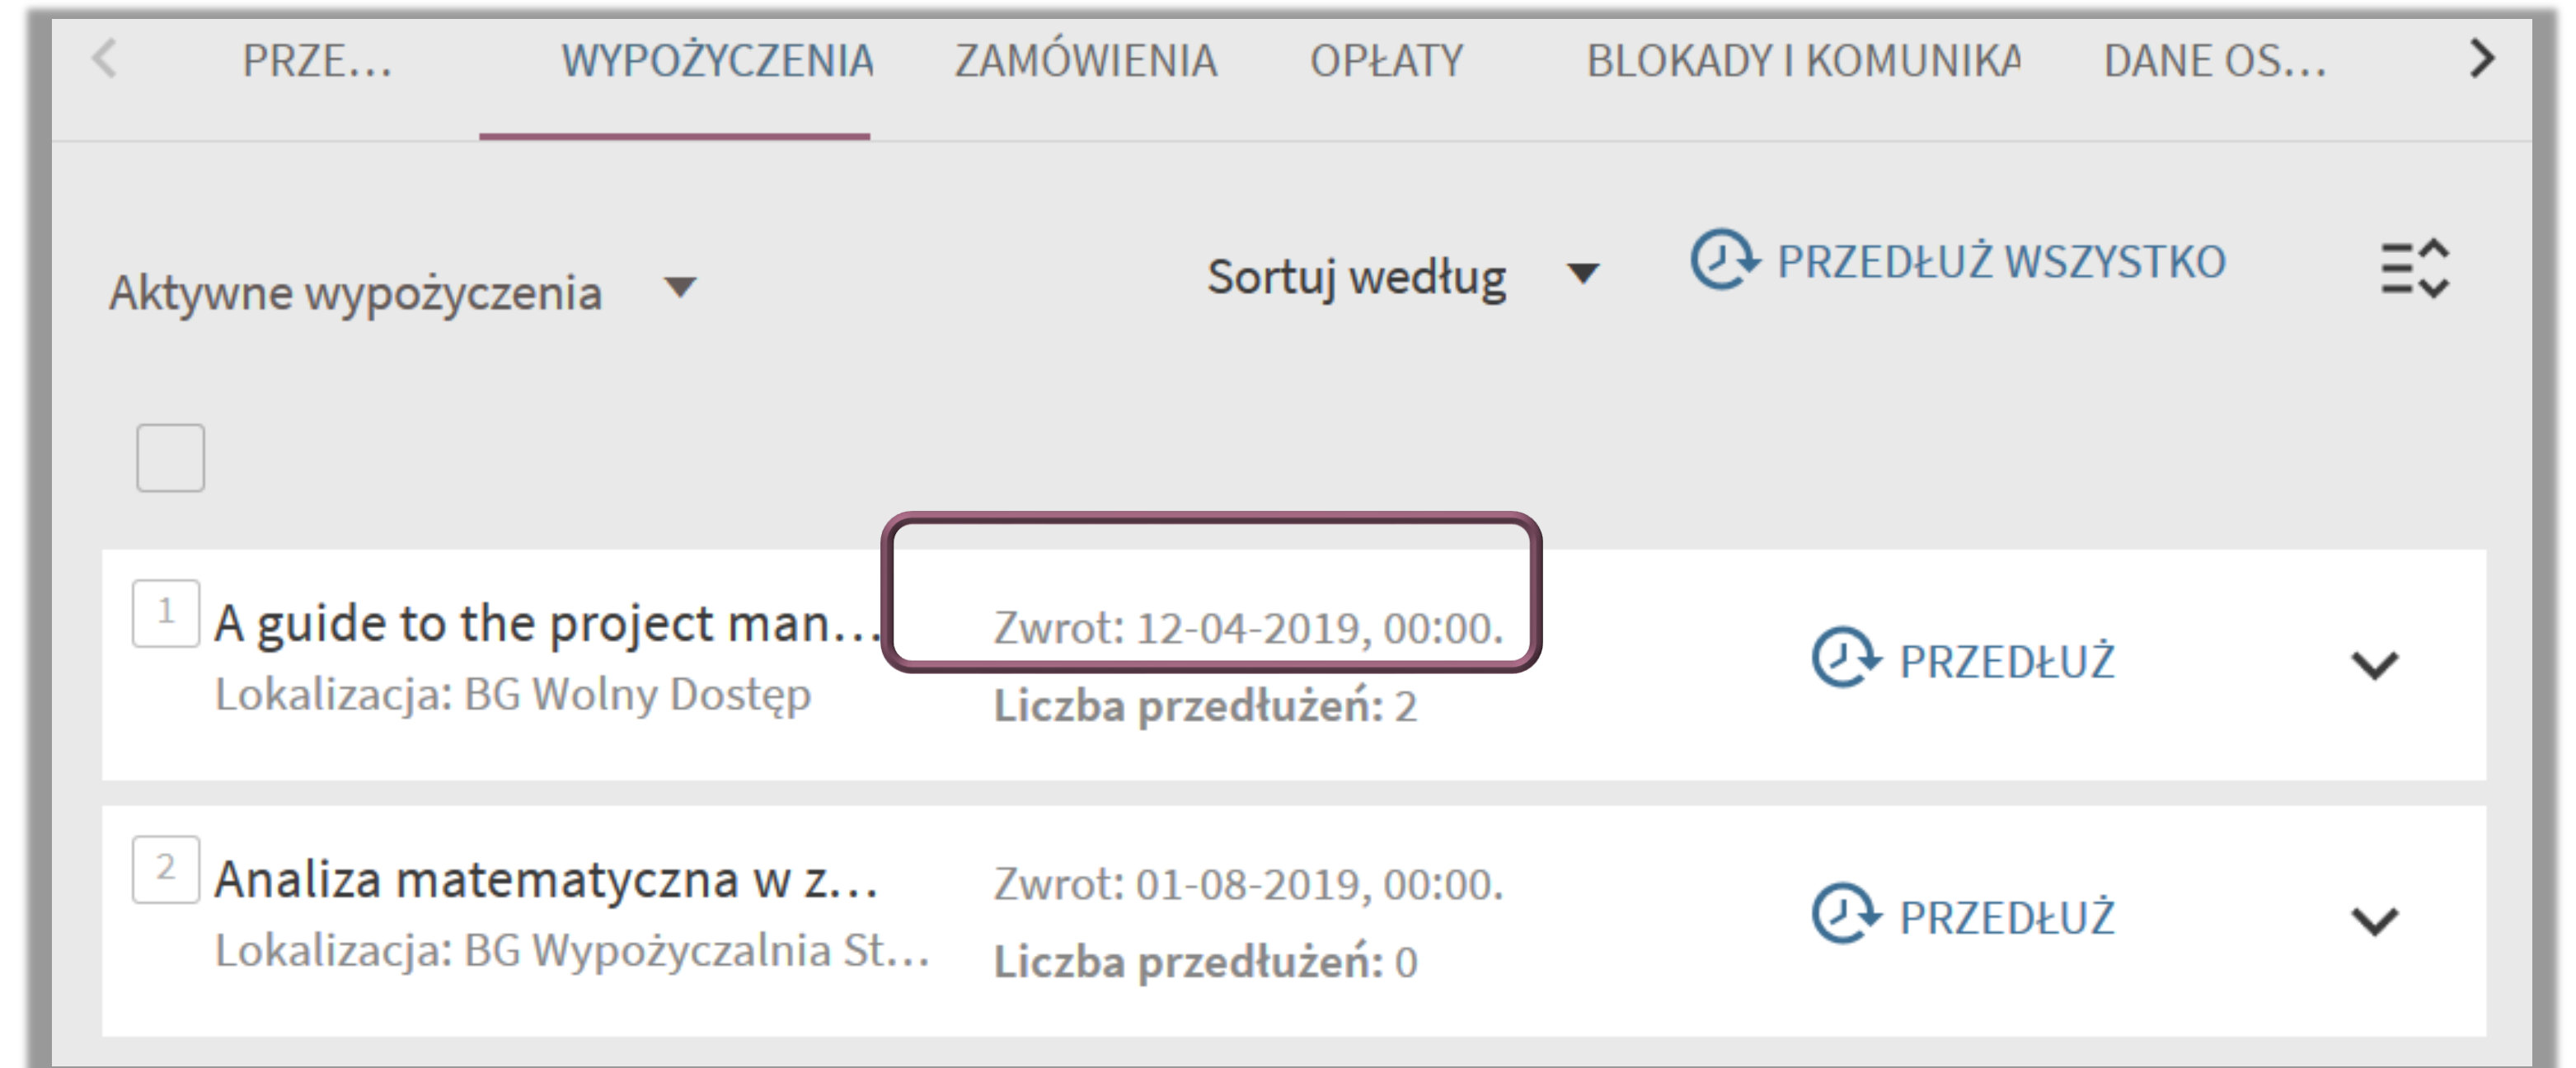 PRZE... WYPOŻYCZENIA ZAMÓWIENIA OPŁATY BLOKADY I KOMUNIKA DANE OS...
Aktywne wypożyczenia Sortuj według PRZEDŁUŻ WSZYSTKO
1 A guide to the project man... Zwrot: 12-04-2019, 00:00.
Lokalizacja: BG Wolny Dostęp Liczba przedłużeń: 2
PRZEDŁUŻ
2 Analiza matematyczna w z... Zwrot: 01-08-2019, 00:00.
Lokalizacja: BG Wypożyczalnia St... Liczba przedłużeń: 0
PRZEDŁUŻ